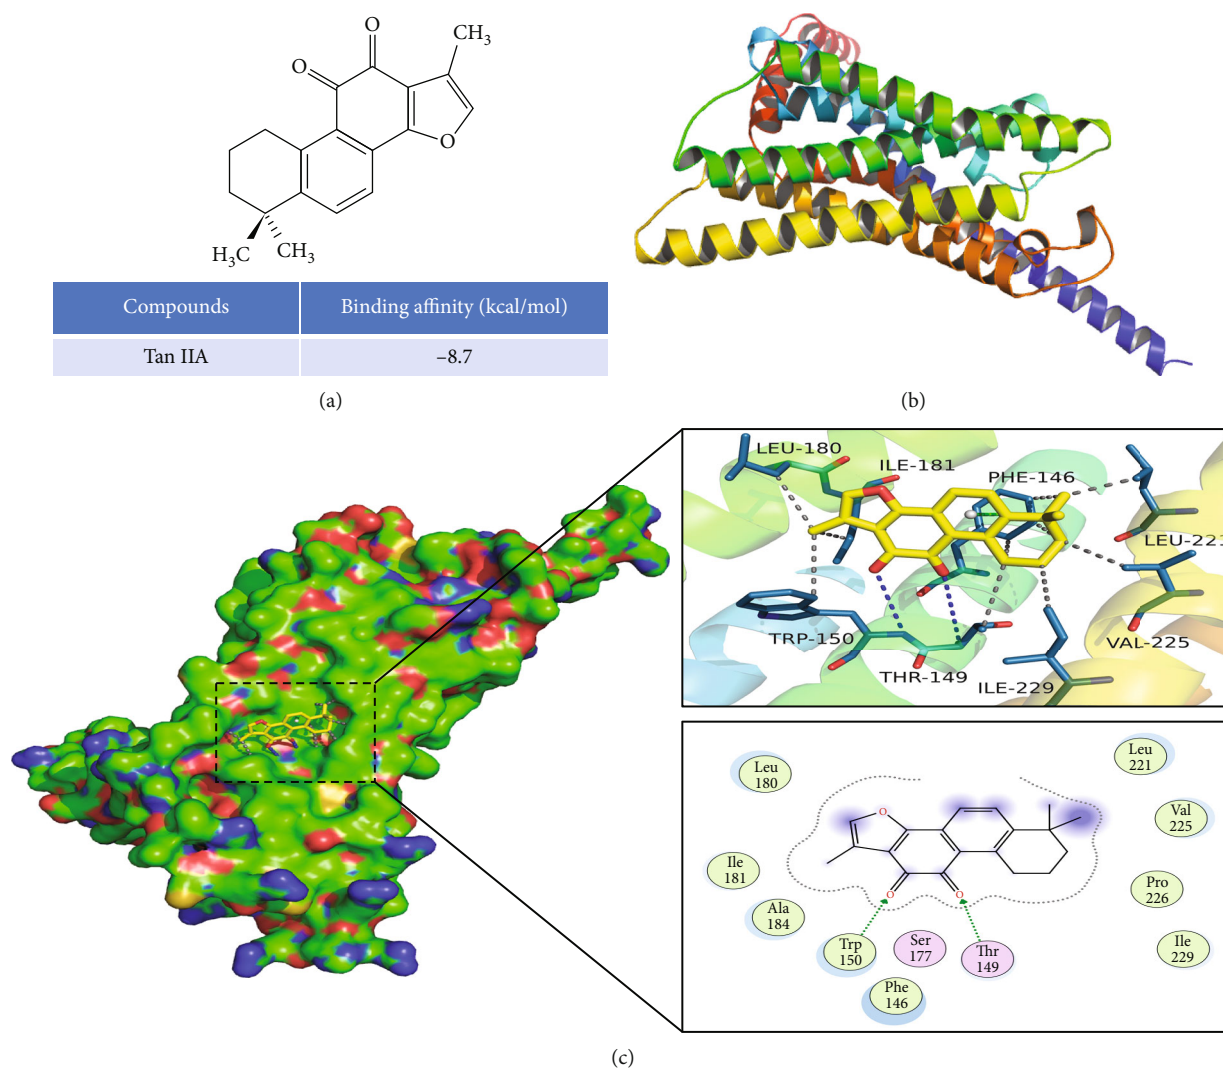 O
O
CH3
O
H3C
CH3
Compounds Binding affinity (kcal/mol)
Tan IIA –8.7
(a)
(b)
LEU-180
ILE-181
PHE-146
LEU-221
TRP-150
THR-149
ILE-229
VAL-225
Leu
180
Leu
221
Val
225
Ile
181
Ala
184
Pro
226
Trp
150
Ser
177
Thr
149
Ile
229
Phe
146
O
O
O
(c)